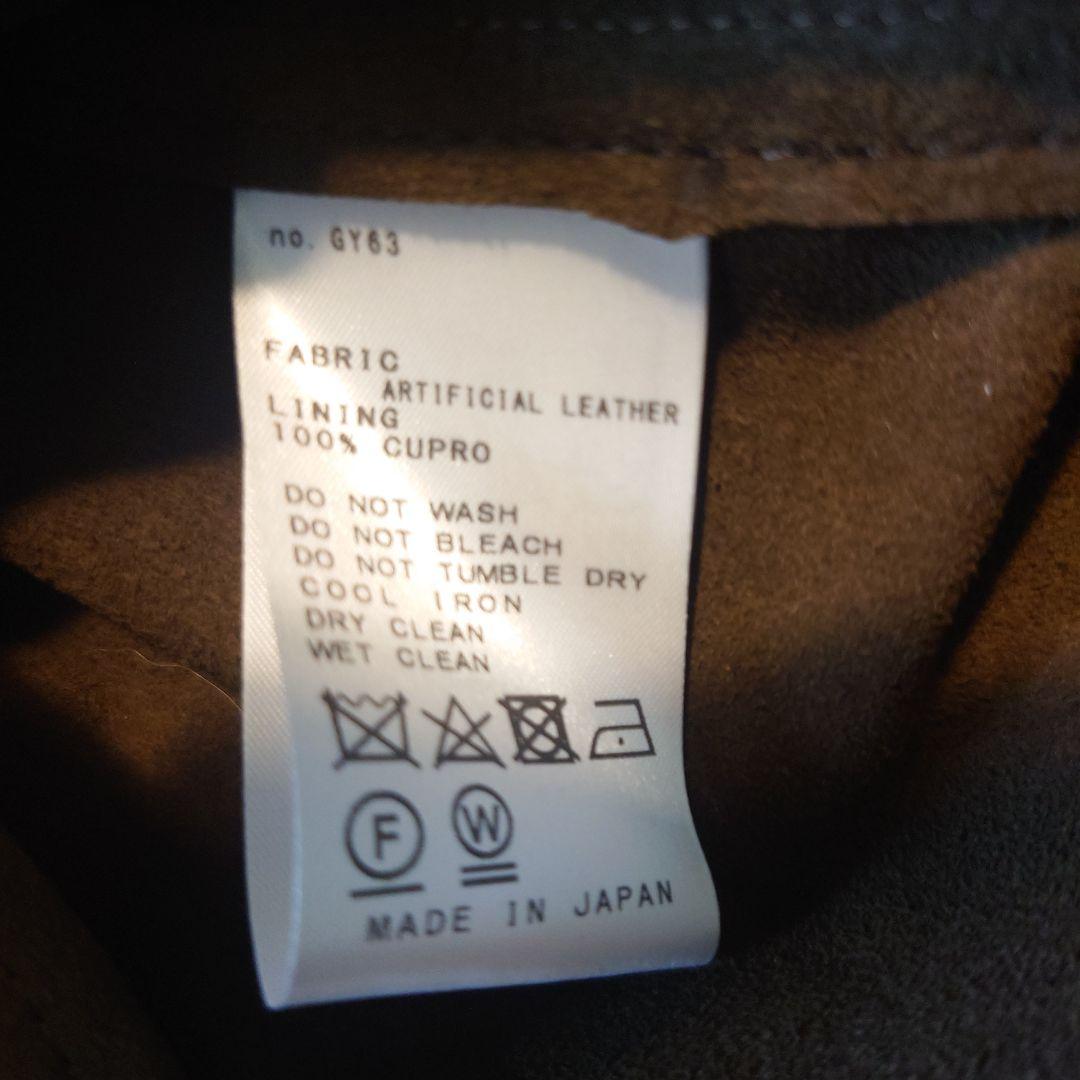 no. GY63
FABRIC
ARTIFICIAL LEATHER
LINING
100% CUPRO
DO NOT WASH
DO NOT BLEACH
DO NOT TUMBLE DRY
COOL IRON
DRY CLEAN
WET CLEAN
F W
MADE IN JAPAN